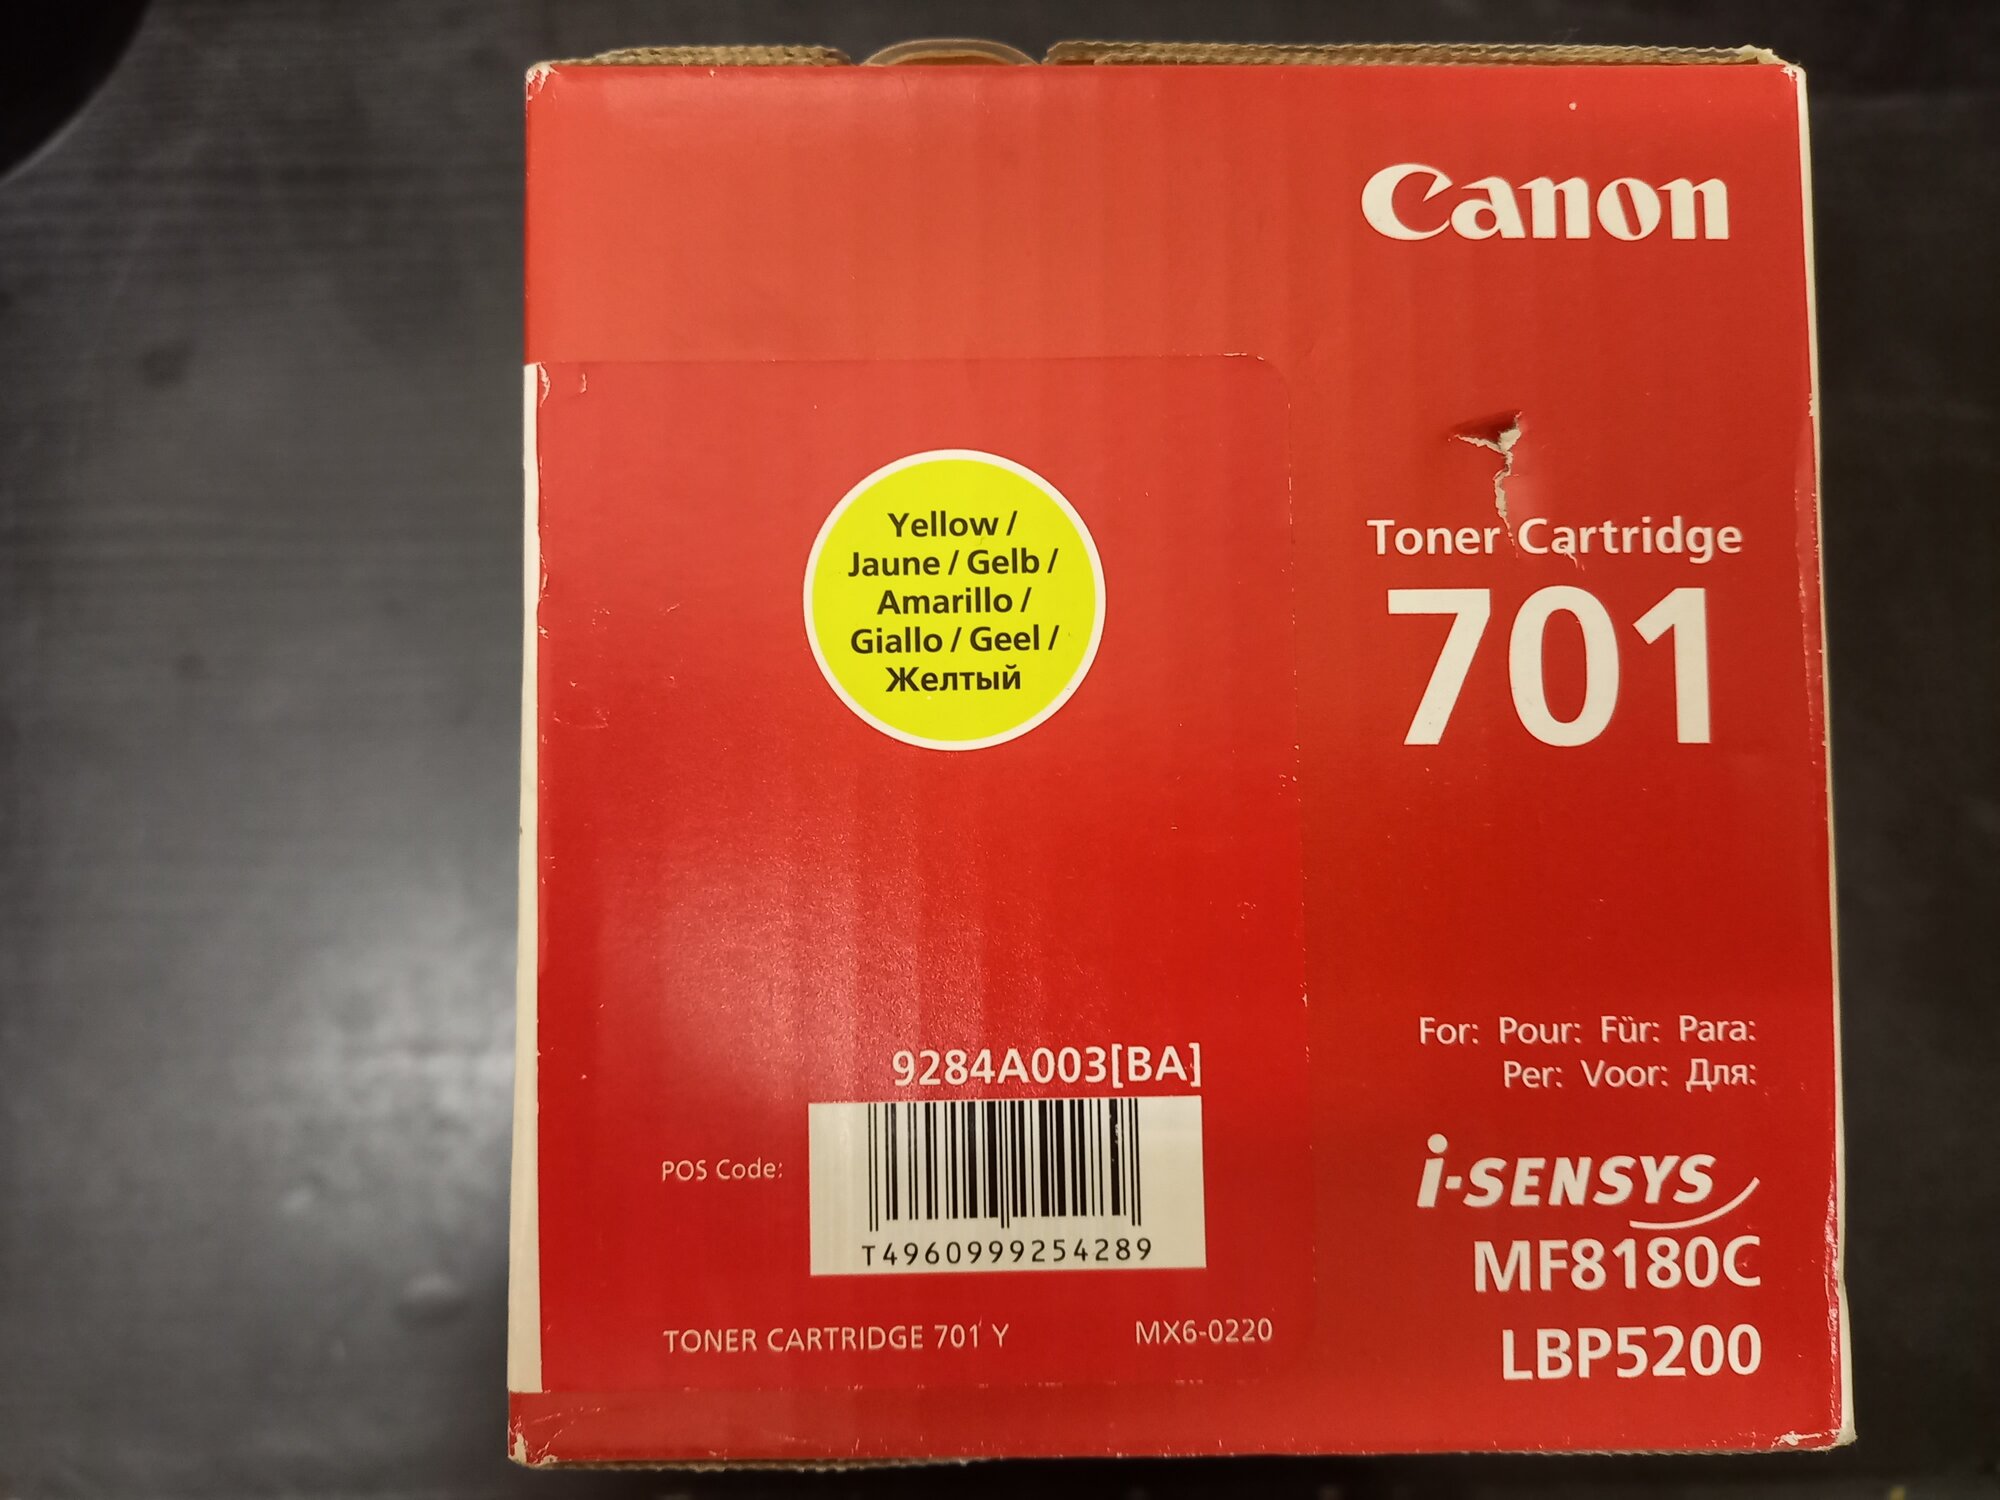 Canon
Yellow /
Jaune / Gelb /
Amarillo /
Giallo / Geel /
Желтый
Toner Cartridge
701
9284A003[BA]
POS Code:
T4960999254289
TONER CARTRIDGE 701 Y
MX6-0220
For: Pour: Für: Para:
Per: Voor: Для:
i-SENSYS
MF8180C
LBP5200